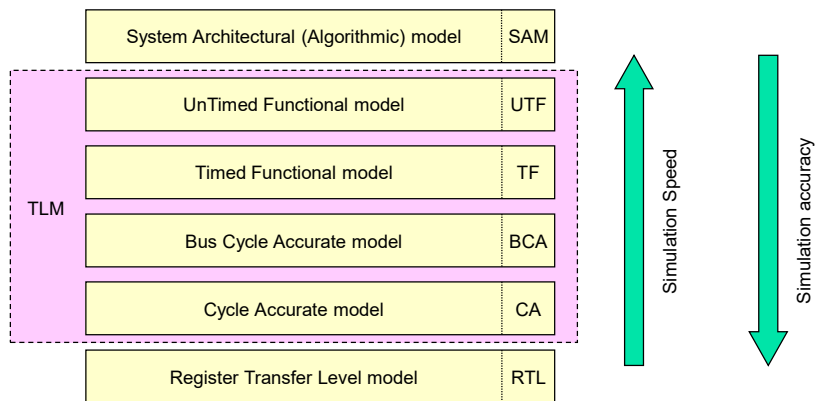 System Architectural (Algorithmic) model SAM
UnTimed Functional model UTF
Timed Functional model TF
TLM
Bus Cycle Accurate model BCA
Cycle Accurate model CA
Register Transfer Level model RTL
Simulation Speed
Simulation accuracy